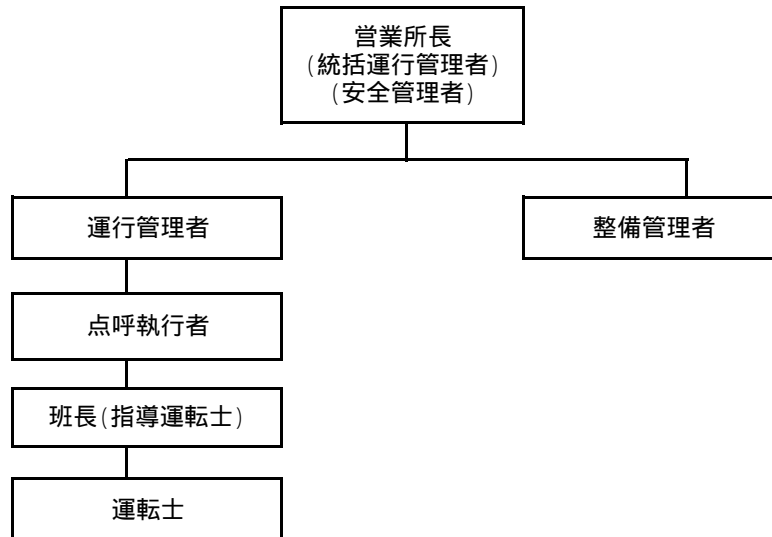 営業所長
(統括運行管理者)
(安全管理者)
運行管理者
整備管理者
点呼執行者
班長(指導運転士)
運転士